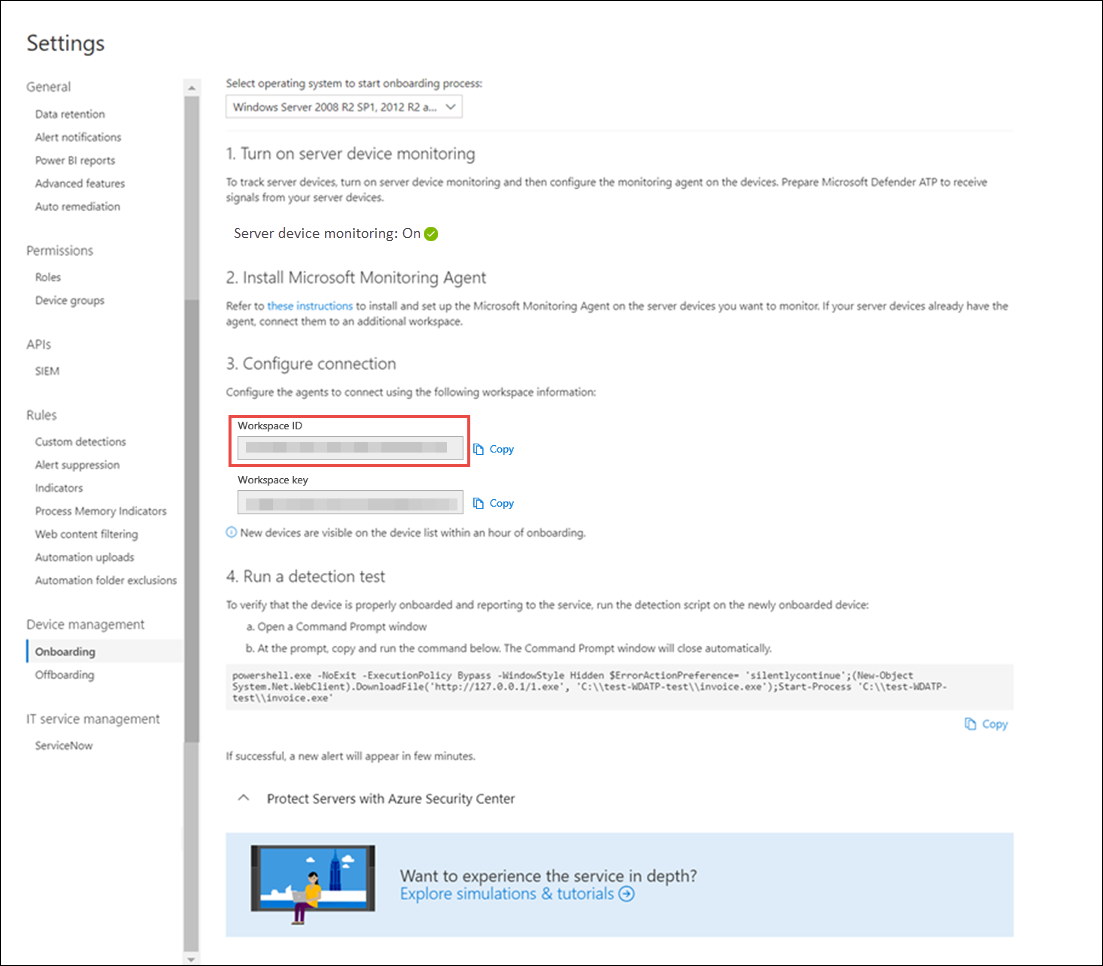 Settings
General
Data retention
Alert notifications
Power BI reports
Advanced features
Auto remediation
Permissions
Roles
Device groups
APIs
SIEM
Rules
Custom detections
Alert suppression
Indicators
Process Memory Indicators
Web content filtering
Automation uploads
Automation folder exclusions
Device management
Onboarding
Offboarding
IT service management
ServiceNow
Select operating system to start onboarding process:
Windows Server 2008 R2 SP1, 2012 R2 a...
1. Turn on server device monitoring
To track server devices, turn on server device monitoring and then configure the monitoring agent on the devices. Prepare Microsoft Defender ATP to receive
signals from your server devices.
Server device monitoring: On
2. Install Microsoft Monitoring Agent
Refer to these instructions to install and set up the Microsoft Monitoring Agent on the server devices you want to monitor. If your server devices already have the
agent, connect them to an additional workspace.
3. Configure connection
Configure the agents to connect using the following workspace information:
Workspace ID
Copy
Workspace key
Copy
New devices are visible on the device list within an hour of onboarding.
4. Run a detection test
To verify that the device is properly onboarded and reporting to the service, run the detection script on the newly onboarded device:
a. Open a Command Prompt window
b. At the prompt, copy and run the command below. The Command Prompt window will close automatically.
powershell.exe -NoExit -ExecutionPolicy Bypass -WindowStyle Hidden $ErrorActionPreference= 'silentlycontinue';(New-Object
System.Net.WebClient).DownloadFile('http://127.0.0.1/1.exe', 'C:\\test-WDATP-test\\invoice.exe');Start-Process 'C:\\test-WDATP-
test\\invoice.exe'
Copy
If successful, a new alert will appear in few minutes.
Protect Servers with Azure Security Center
Want to experience the service in depth?
Explore simulations & tutorials